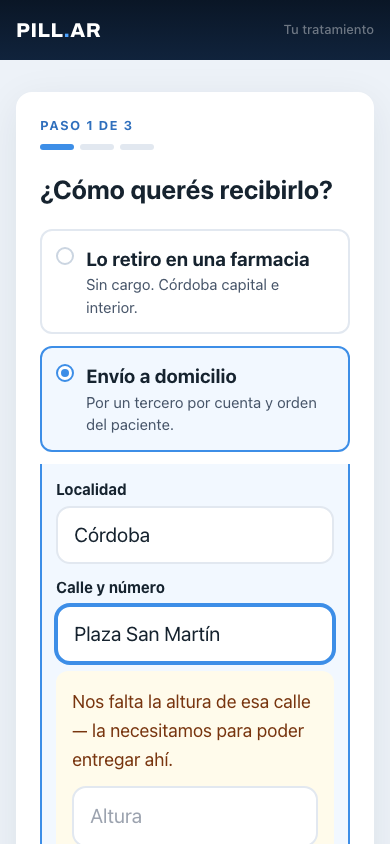 PILL.AR
Tu tratamiento
PASO 1 DE 3
¿Cómo querés recibirlo?
Lo retiro en una farmacia
Sin cargo. Córdoba capital e
interior.
Envío a domicilio
Por un tercero por cuenta y orden
del paciente.
Localidad
Córdoba
Calle y número
Plaza San Martín
Nos falta la altura de esa calle
— la necesitamos para poder
entregar ahí.
Altura